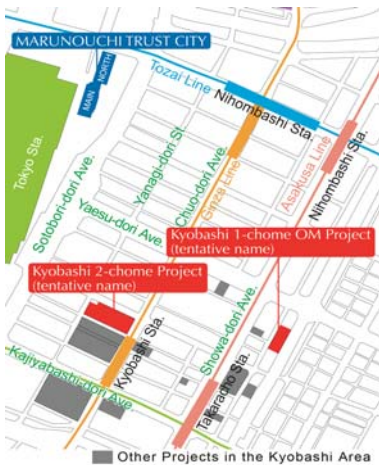 MARUNOUCHI TRUST CITY
MAIN
NORTH
Tozai Line
Nihombashi Sta.
Tokyo Sta.
Sotobori-dori Ave.
Yanagi-dori St.
Chuo-dori Ave.
Ginza Line
Asakusa Line
Nihombashi Sta.
Yaesu-dori Ave.
Kyobashi 1-chome OM Project
(tentative name)
Kyobashi 2-chome Project
(tentative name)
Kyobashi Sta.
Showa-dori Ave.
Takaracho Sta.
Kajiyabashi-dori Ave.
Other Projects in the Kyobashi Area